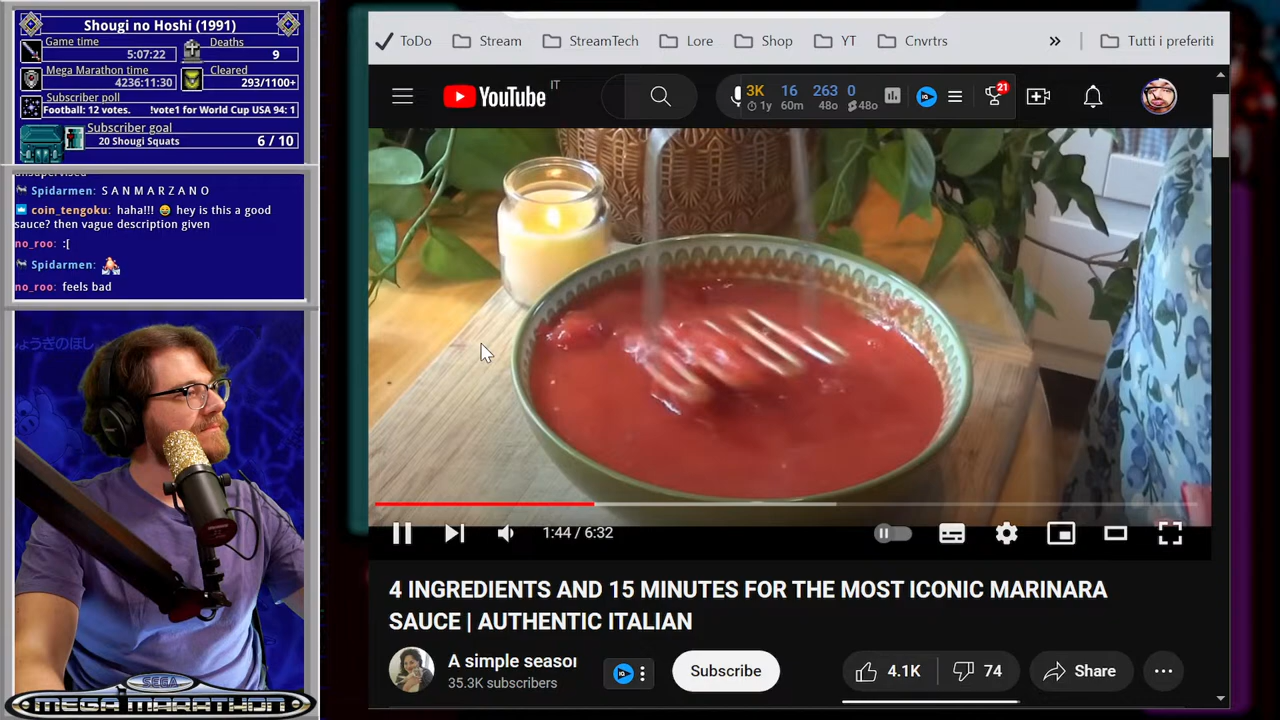 Shougi no Hoshi (1991)
Game time
5:07:22
Deaths
9
Mega Marathon time
4236:11:30
Cleared
293/1100+
Subscriber poll
Football: 12 votes. !vote1 for World Cup USA 94: 1
Subscriber goal
20 Shougi Squats
6 / 10
unsupervised
Spidarmen: S A N M A R Z A N O
coin_tengoku: haha!!! hey is this a good
sauce? then vague description given
no_roo: :[
Spidarmen:
no_roo: feels bad
SEGA
MEGA MARATHON
ToDo
Stream
StreamTech
Lore
Shop
YT
Cnvrtrs
»
Tutti i preferiti
YouTube IT
3K 16 263 0
1y 60m 48o 48o
IQ
21
1:44 / 6:32
4 INGREDIENTS AND 15 MINUTES FOR THE MOST ICONIC MARINARA
SAUCE | AUTHENTIC ITALIAN
A simple season
35.3K subscribers
IQ
Subscribe
4.1K
74
Share